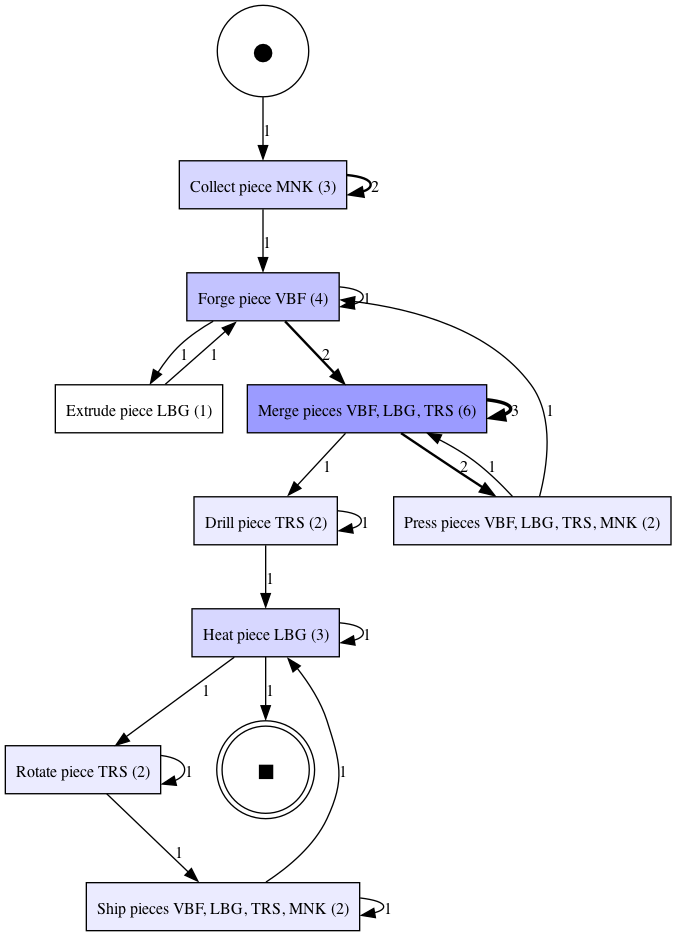 1
Collect piece MNK (3)
2
1
Forge piece VBF (4)
1
1
1
2
1
Extrude piece LBG (1)
Merge pieces VBF, LBG, TRS (6)
3
1
2
1
Drill piece TRS (2)
1
Press pieces VBF, LBG, TRS, MNK (2)
1
Heat piece LBG (3)
1
1
1
Rotate piece TRS (2)
1
1
1
Ship pieces VBF, LBG, TRS, MNK (2)
1